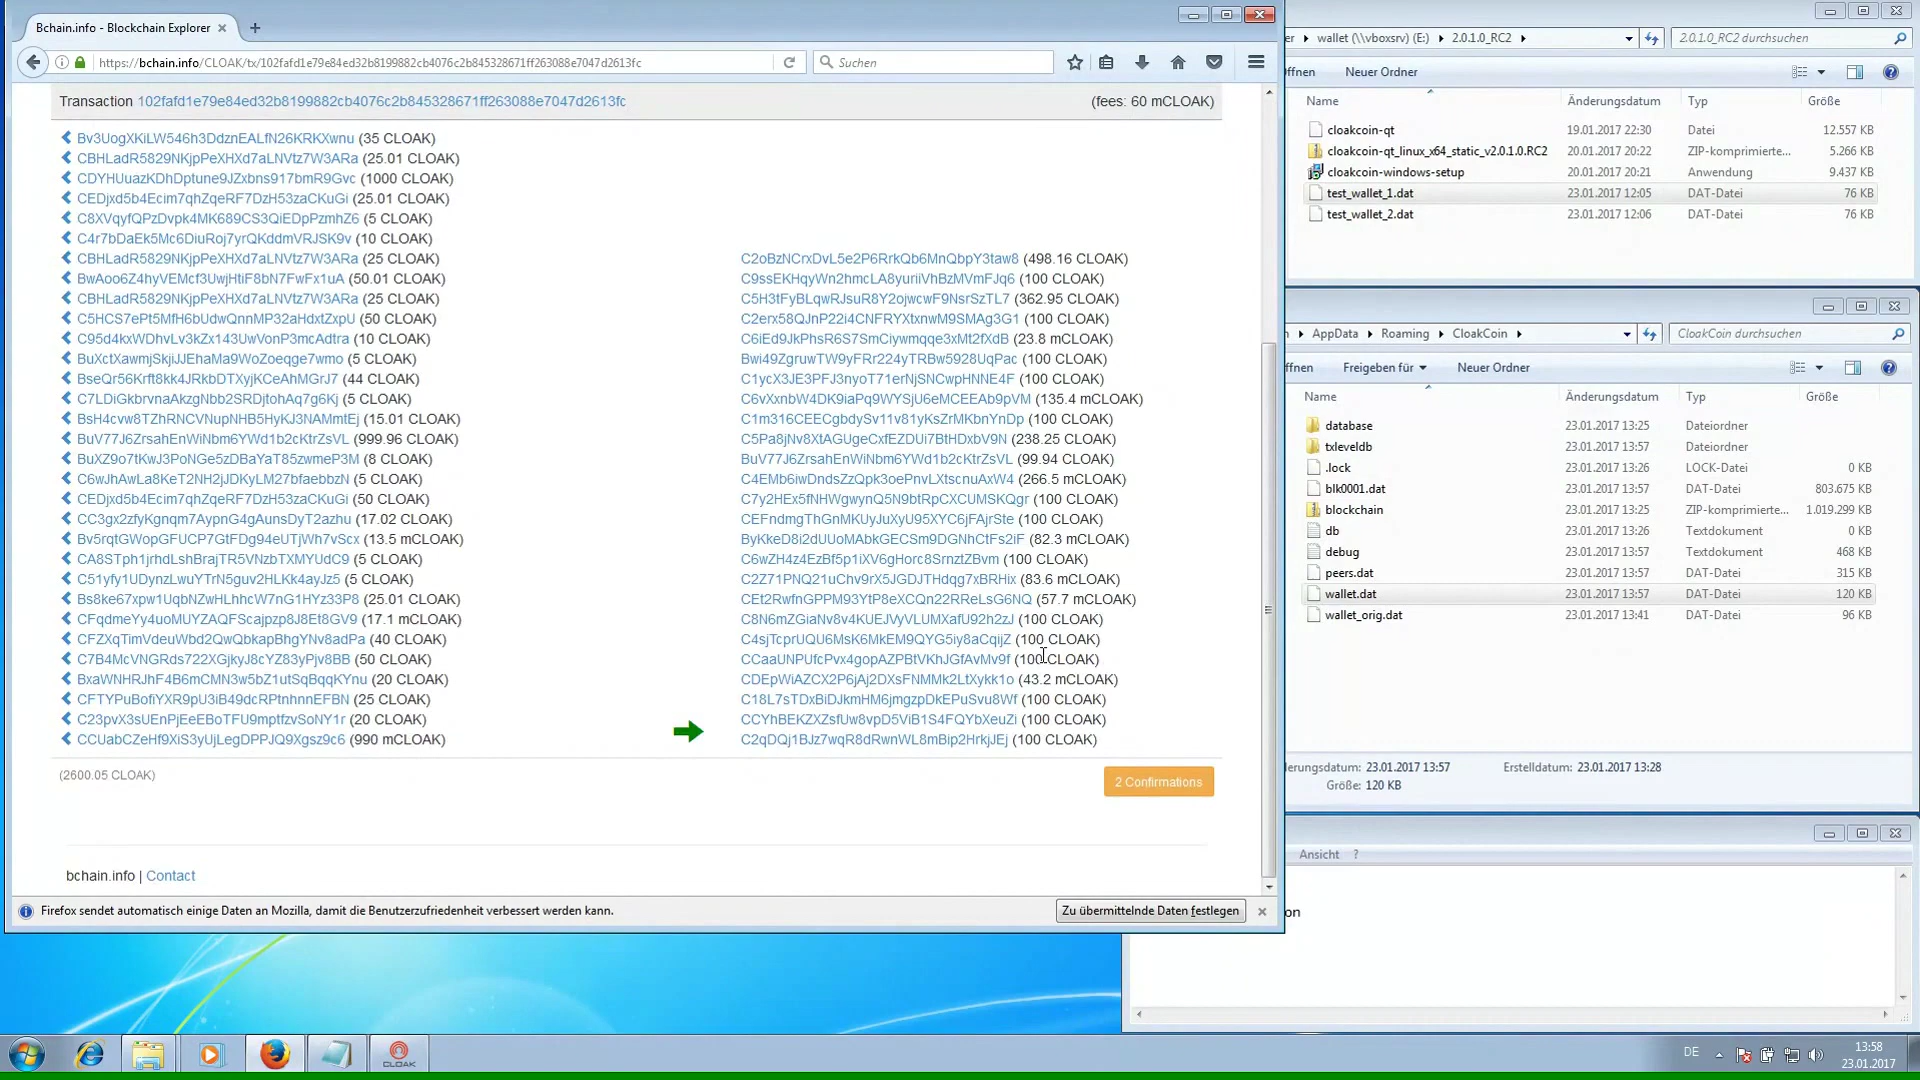 Bchain.info - Blockchain Explorer
https://bchain.info/CLOAK/tx/102fafd1e79e84ed32b8199882cb4076c2b845328671ff263088e7047d2613fc
Suchen
Transaction 102fafd1e79e84ed32b8199882cb4076c2b845328671ff263088e7047d2613fc (fees: 60 mCLOAK)
Bv3UogXKiLW546h3DdznEALfN26KRKXwnu (35 CLOAK)
CBHLadR5829NKjpPeXHXd7aLNVtz7W3ARa (25.01 CLOAK)
CDYHUuazKDhDptune9JZxbns917bmR9Gvc (1000 CLOAK)
CEDjxd5b4Ecim7qhZqeRF7DzH53zaCKuGi (25.01 CLOAK)
C8XVqyfQPzDvpk4MK689CS3QiEDpPzmhZ6 (5 CLOAK)
C4r7bDaEk5Mc6DiuRoj7yrQKddmVRJSK9v (10 CLOAK)
CBHLadR5829NKjpPeXHXd7aLNVtz7W3ARa (25 CLOAK)
BwAoo6Z4hyVEMcf3UwjHtiF8bN7FwFx1uA (50.01 CLOAK)
CBHLadR5829NKjpPeXHXd7aLNVtz7W3ARa (25 CLOAK)
C5HCS7ePt5MfH6bUdwQnnMP32aHdxtZxpU (50 CLOAK)
C95d4kxWDhvLv3kZx143UwVonP3mcAdtra (10 CLOAK)
BuXctXawmjSkjiJJEhaMa9WoZoeqge7wmo (5 CLOAK)
BseQr56Krft8kk4JRkbDTXyjKCeAhMGrJ7 (44 CLOAK)
C7LDiGkbrvnaAkzgNbb2SRDjtohAq7g6Kj (5 CLOAK)
BsH4cvw8TZhRNCVNupNHB5HyKJ3NAMmtEj (15.01 CLOAK)
BuV77J6ZrsahEnWiNbm6YWd1b2cKtrZsVL (999.96 CLOAK)
BuXZ9o7tKwJ3PoNGe5zDBaYaT85zwmeP3M (8 CLOAK)
C6wJhAwLa8KeT2NH2jJDKyLM27bfaebbzN (5 CLOAK)
CEDjxd5b4Ecim7qhZqeRF7DzH53zaCKuGi (50 CLOAK)
CC3gx2zfyKgnqm7AypnG4gAunsDyT2azhu (17.02 CLOAK)
Bv5rqtGWopGFUCP7GtFDg94eUTjWh7vScx (13.5 mCLOAK)
CA8STph1jrhdLshBrajTR5VNzbTXMYUdC9 (5 CLOAK)
C51yfy1UDynzLwuYTrN5guv2HLKk4ayJz5 (5 CLOAK)
Bs8ke67xpw1UqbNZwHLhhcW7nG1HYz33P8 (25.01 CLOAK)
CFqdmeYy4uoMUYZAQFScajpzp8J8Et8GV9 (17.1 mCLOAK)
CFZXqTimVdeuWbd2QwQbkapBhgYNv8adPa (40 CLOAK)
C7B4McVNGRds722XGjkyJ8cYZ83yPjv8BB (50 CLOAK)
BxaWNHRJhF4B6mCMN3w5bZ1utSqBqqKYnu (20 CLOAK)
CFTYPuBofiYXR9pU3iB49dcRPtnhnnEFBN (25 CLOAK)
C23pvX3sUEnPjEeEBoTFU9mptfzvSoNY1r (20 CLOAK)
CCUabCZeHf9XiS3yUjLegDPPJQ9Xgsz9c6 (990 mCLOAK)
C2oBzNCrxDvL5e2P6RrkQb6MnQbpY3taw8 (498.16 CLOAK)
C9ssEKHqyWn2hmcLA8yuriiVhBzMVmFJq6 (100 CLOAK)
C5H3tFyBLqwRJsuR8Y2ojwcwF9NsrSzTL7 (362.95 CLOAK)
C2erx58QJnP22i4CNFRYXtxnwM9SMAg3G1 (100 CLOAK)
C6iEd9JkPhsR6S7SmCiywmqqe3xMt2fXdB (23.8 mCLOAK)
Bwi49ZgruwTW9yFRr224yTRBw5928UqPac (100 CLOAK)
C1ycX3JE3PFJ3nyoT71erNjSNCwpHNNE4F (100 CLOAK)
C6vXxnbW4DK9iaPq9WYSjU6eMCEEAb9pVM (135.4 mCLOAK)
C1m316CEECgbdySv11v81yKsZrMKbnYnDp (100 CLOAK)
C5Pa8jNv8XtAGUgeCxfEZDUi7BtHDxbV9N (238.25 CLOAK)
BuV77J6ZrsahEnWiNbm6YWd1b2cKtrZsVL (99.94 CLOAK)
C4EMb6iwDndsZzQpk3oePnvLXtscnuAxW4 (266.5 mCLOAK)
C7y2HEx5fNHWgwynQ5N9btRpCXCUMSKQgr (100 CLOAK)
CEFndmgThGnMKUyJuXyU95XYC6jFAjrSte (100 CLOAK)
ByKkeD8i2dUUoMAbkGECSm9DGNhCtFs2iF (82.3 mCLOAK)
C6wZH4z4EzBf5p1iXV6gHorc8SrnztZBvm (100 CLOAK)
C2Z71PNQ21uChv9rX5JGDJTHdqg7xBRHix (83.6 mCLOAK)
CEt2RwfnGPPM93YtP8eXCQn22RReLsG6NQ (57.7 mCLOAK)
C8N6mZGiaNv8v4KUEJVyVLUMXafU92h2zJ (100 CLOAK)
C4sjTcprUQU6MsK6MkEM9QYG5iy8aCqijZ (100 CLOAK)
CCaaUNPUfcPvx4gopAZPBtVKhJGfAvMv9f (100 CLOAK)
CDEpWiAZCX2P6jAj2DXsFNMMk2LtXykk1o (43.2 mCLOAK)
C18L7sTDxBiDJkmHM6jmgzpDkEPuSvu8Wf (100 CLOAK)
CCYhBEKZXZsfUw8vpD5ViB1S4FQYbXeuZi (100 CLOAK)
C2qDQj1BJz7wqR8dRwnWL8mBip2HrkjJEj (100 CLOAK)
(2600.05 CLOAK)
2 Confirmations
bchain.info | Contact
Firefox sendet automatisch einige Daten an Mozilla, damit die Benutzerzufriedenheit verbessert werden kann.
Zu übermittelnde Daten festlegen
er wallet (\\vboxsrv) (E:) 2.0.1.0_RC2
2.0.1.0_RC2 durchsuchen
ffnen Neuer Ordner
Name Änderungsdatum Typ Größe
cloakcoin-qt 19.01.2017 22:30 Datei 12.557 KB
cloakcoin-qt_linux_x64_static_v2.0.1.0.RC2 20.01.2017 20:22 ZIP-komprimierte... 5.266 KB
cloakcoin-windows-setup 20.01.2017 20:21 Anwendung 9.437 KB
test_wallet_1.dat 23.01.2017 12:05 DAT-Datei 76 KB
test_wallet_2.dat 23.01.2017 12:06 DAT-Datei 76 KB
AppData Roaming CloakCoin
CloakCoin durchsuchen
ffnen Freigeben für Neuer Ordner
Name Änderungsdatum Typ Größe
database 23.01.2017 13:25 Dateiordner
txleveldb 23.01.2017 13:57 Dateiordner
.lock 23.01.2017 13:26 LOCK-Datei 0 KB
blk0001.dat 23.01.2017 13:57 DAT-Datei 803.675 KB
blockchain 23.01.2017 13:25 ZIP-komprimierte... 1.019.299 KB
db 23.01.2017 13:26 Textdokument 0 KB
debug 23.01.2017 13:57 Textdokument 468 KB
peers.dat 23.01.2017 13:57 DAT-Datei 315 KB
wallet.dat 23.01.2017 13:57 DAT-Datei 120 KB
wallet_orig.dat 23.01.2017 13:41 DAT-Datei 96 KB
erungsdatum: 23.01.2017 13:57 Erstelldatum: 23.01.2017 13:28
Größe: 120 KB
Ansicht ?
on
CLOAK
DE
13:58
23.01.2017